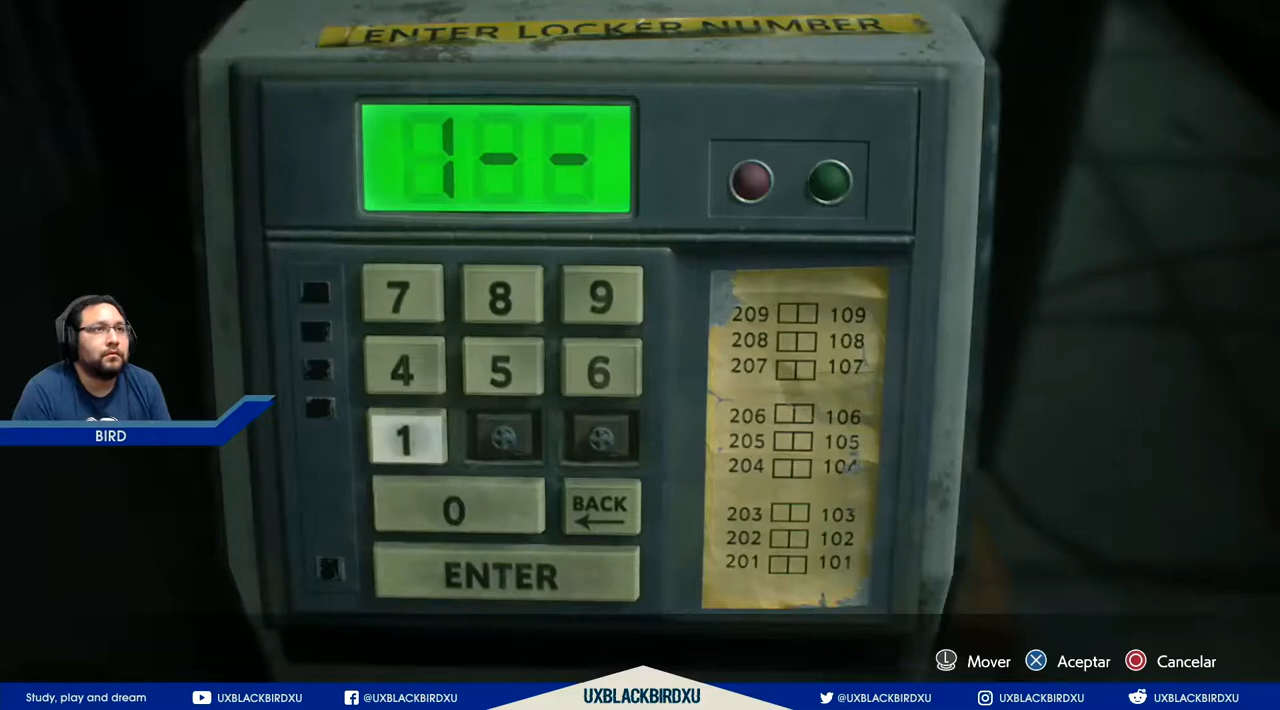 ENTER LOCKER NUMBER
1--
7 8 9
4 5 6
1
0 BACK
ENTER
209 109
208 108
207 107
206 106
205 105
204 104
203 103
202 102
201 101
BIRD
L Mover Aceptar Cancelar
Study, play and dream UXBLACKBIRDXU @UXBLACKBIRDXU UXBLACKBIRDXU @UXBLACKBIRDXU UXBLACKBIRDXU UXBLACKBIRDXU